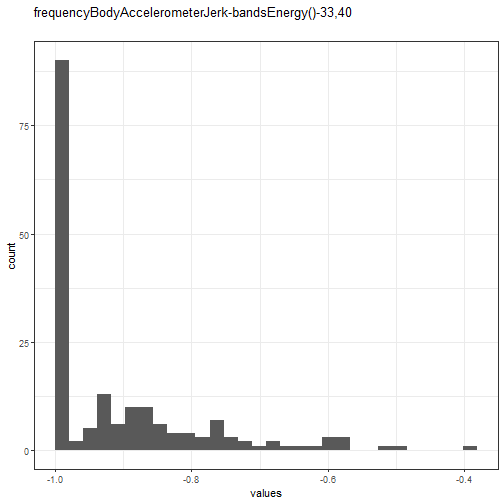 frequencyBodyAccelerometerJerk-bandsEnergy()-33,40
75
50
25
0
count
-1.0
-0.8
-0.6
-0.4
values